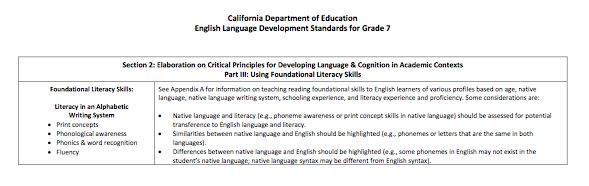 California Department of Education
English Language Development Standards for Grade 7
Section 2: Elaboration on Critical Principles for Developing Language & Cognition in Academic Contexts
Part III: Using Foundational Literacy Skills
Foundational Literacy Skills:
Literacy in an Alphabetic
Writing System
• Print concepts
• Phonological awareness
• Phonics & word recognition
• Fluency
See Appendix A for information on teaching reading foundational skills to English learners of various profiles based on age, native
language, native language writing system, schooling experience, and literacy experience and proficiency. Some considerations are:
• Native language and literacy (e.g., phoneme awareness or print concept skills in native language) should be assessed for potential
transference to English language and literacy.
• Similarities between native language and English should be highlighted (e.g., phonemes or letters that are the same in both
languages).
• Differences between native language and English should be highlighted (e.g., some phonemes in English may not exist in the
student's native language; native language syntax may be different from English syntax).